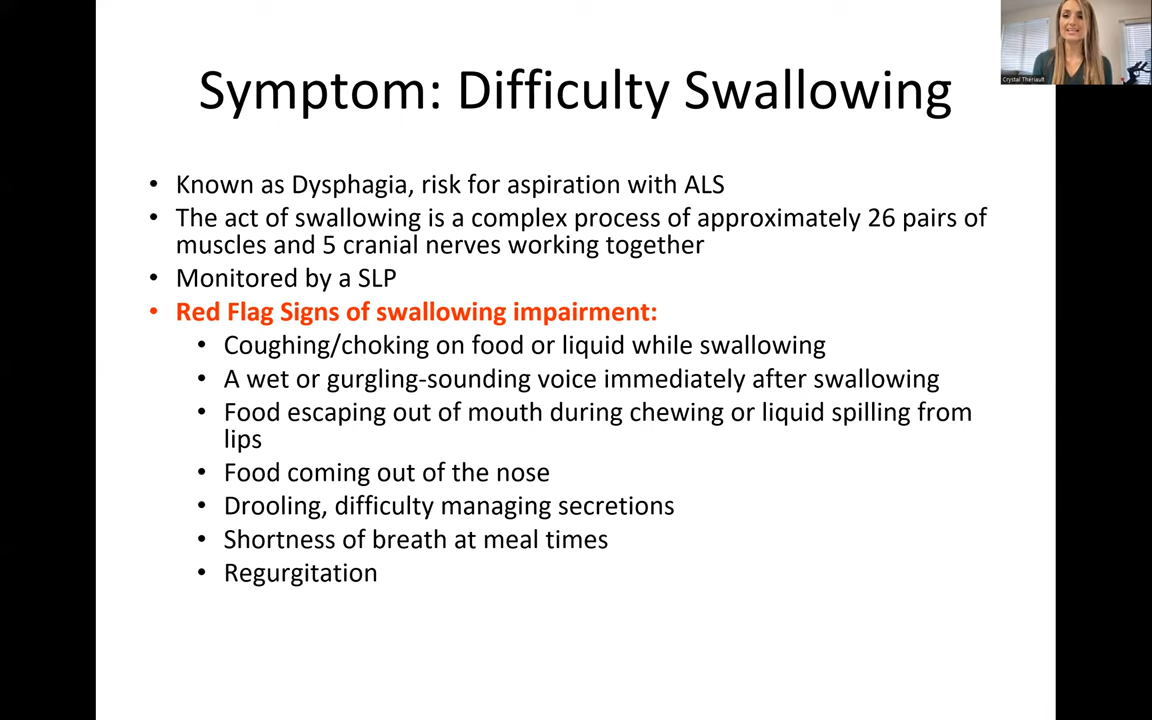 Crystal Theriault
Symptom: Difficulty Swallowing
• Known as Dysphagia, risk for aspiration with ALS
• The act of swallowing is a complex process of approximately 26 pairs of
muscles and 5 cranial nerves working together
• Monitored by a SLP
• Red Flag Signs of swallowing impairment:
• Coughing/choking on food or liquid while swallowing
• A wet or gurgling-sounding voice immediately after swallowing
• Food escaping out of mouth during chewing or liquid spilling from
lips
• Food coming out of the nose
• Drooling, difficulty managing secretions
• Shortness of breath at meal times
• Regurgitation